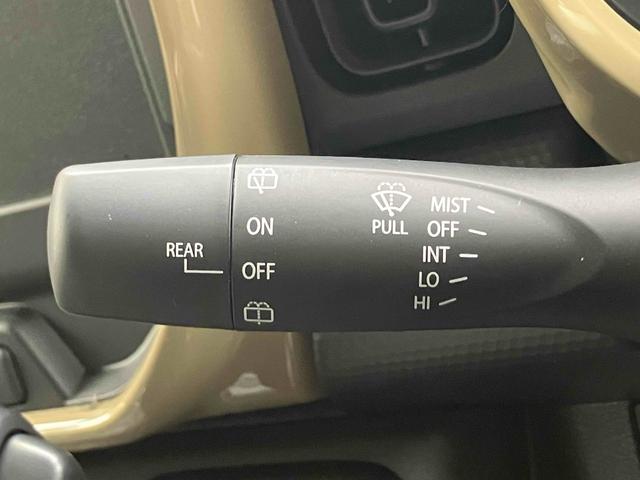 MIST
ON
OFF
PULL
INT
REAR
OFF
LO
HI